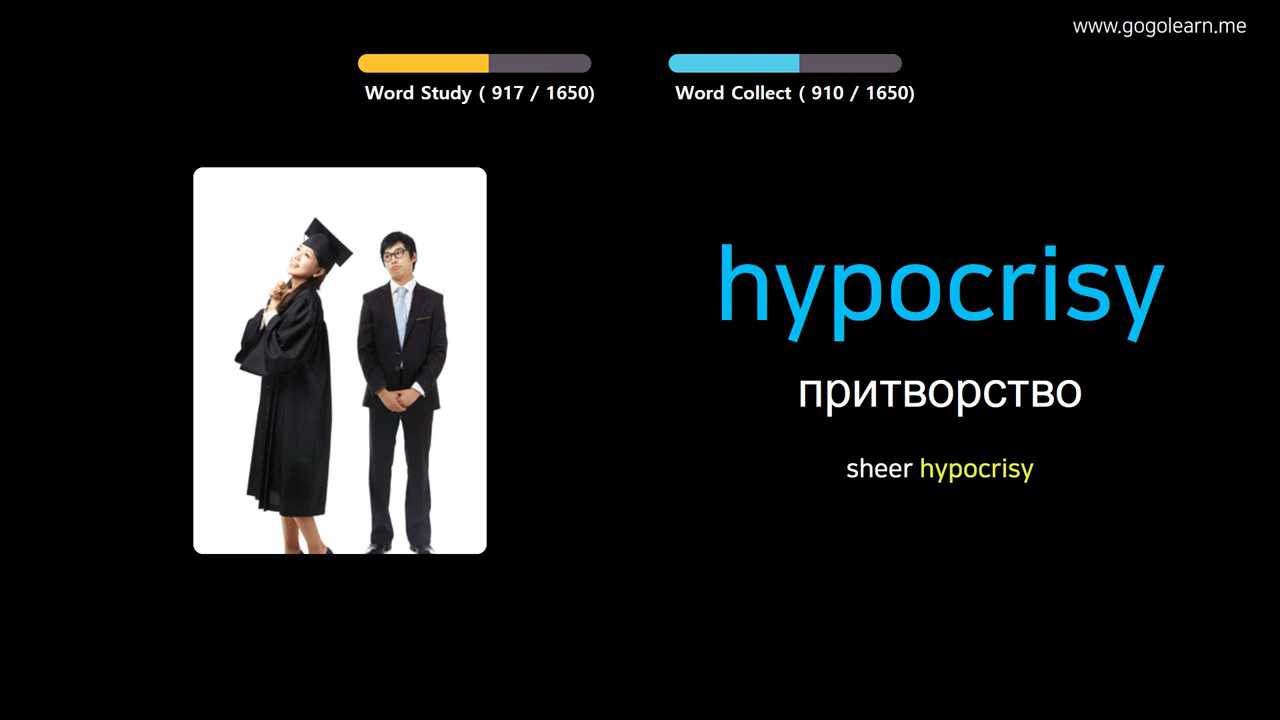 www.gogolearn.me
Word Study ( 917 / 1650)
Word Collect ( 910 / 1650)
hypocrisy
притворство
sheer hypocrisy